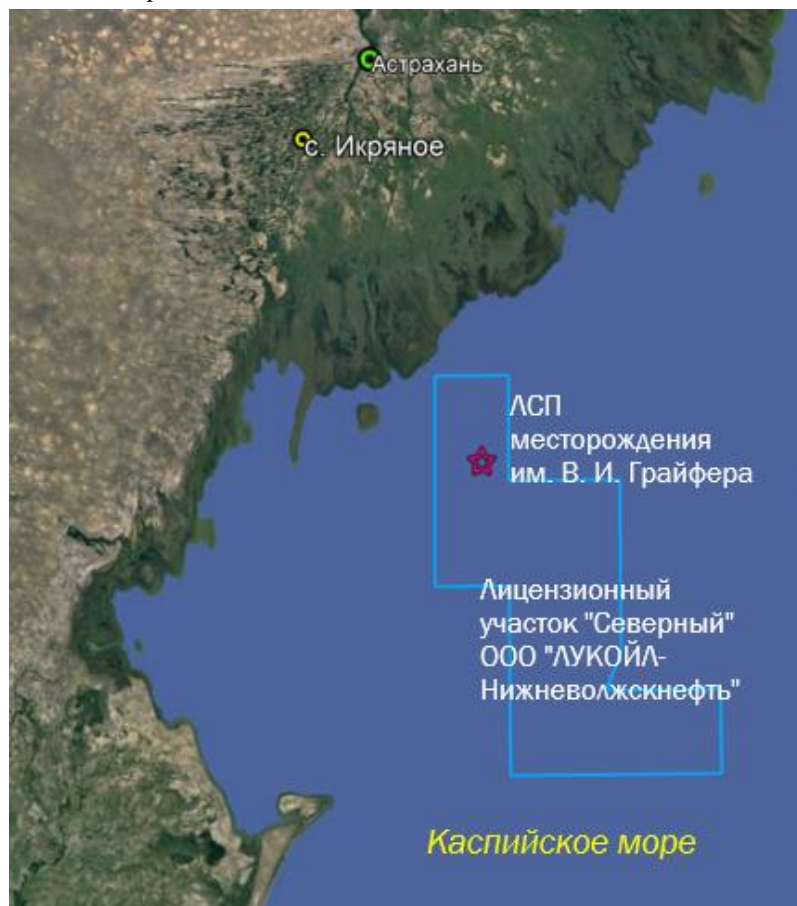 Астрахань
с. Икряное
ЛСП
месторождения
им. В. И. Грайфера
Лицензионный
участок "Северный"
ООО "ЛУКОЙЛ-
Нижневолжскнефть"
Каспийское море